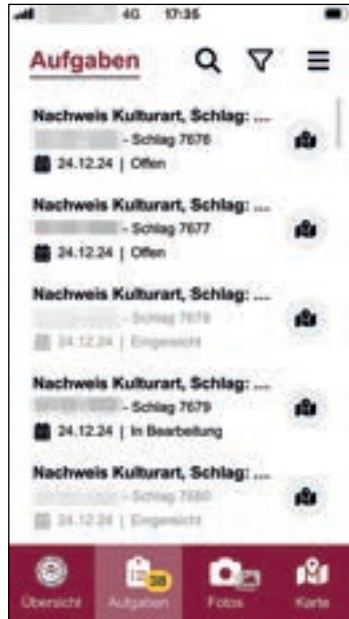 4G 17:35
Aufgaben
Nachweis Kulturart, Schlag: ...
- Schlag 7676
24.12.24 | Offen
Nachweis Kulturart, Schlag: ...
- Schlag 7677
24.12.24 | Offen
Nachweis Kulturart, Schlag: ...
- Schlag 7678
24.12.24 | Eingereicht
Nachweis Kulturart, Schlag: ...
- Schlag 7679
24.12.24 | In Bearbeitung
Nachweis Kulturart, Schlag: ...
- Schlag 7680
24.12.24 | Eingereicht
38
Übersicht Aufgaben Fotos Karte